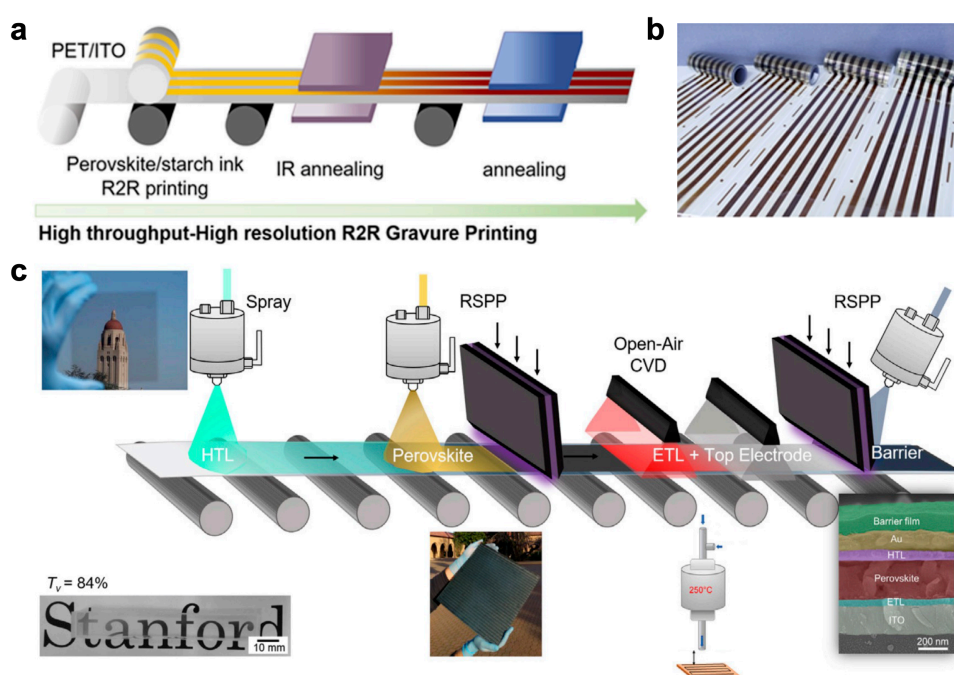 a
PET/ITO
Perovskite/starch ink
R2R printing
IR annealing
annealing
High throughput-High resolution R2R Gravure Printing
b
c
Spray
RSPP
Open-Air
CVD
RSPP
HTL
Perovskite
ETL + Top Electrode
Barrier
250°C
Barrier film
Au
HTL
Perovskite
ETL
ITO
200 nm
Tv = 84%
Stanford
10 mm